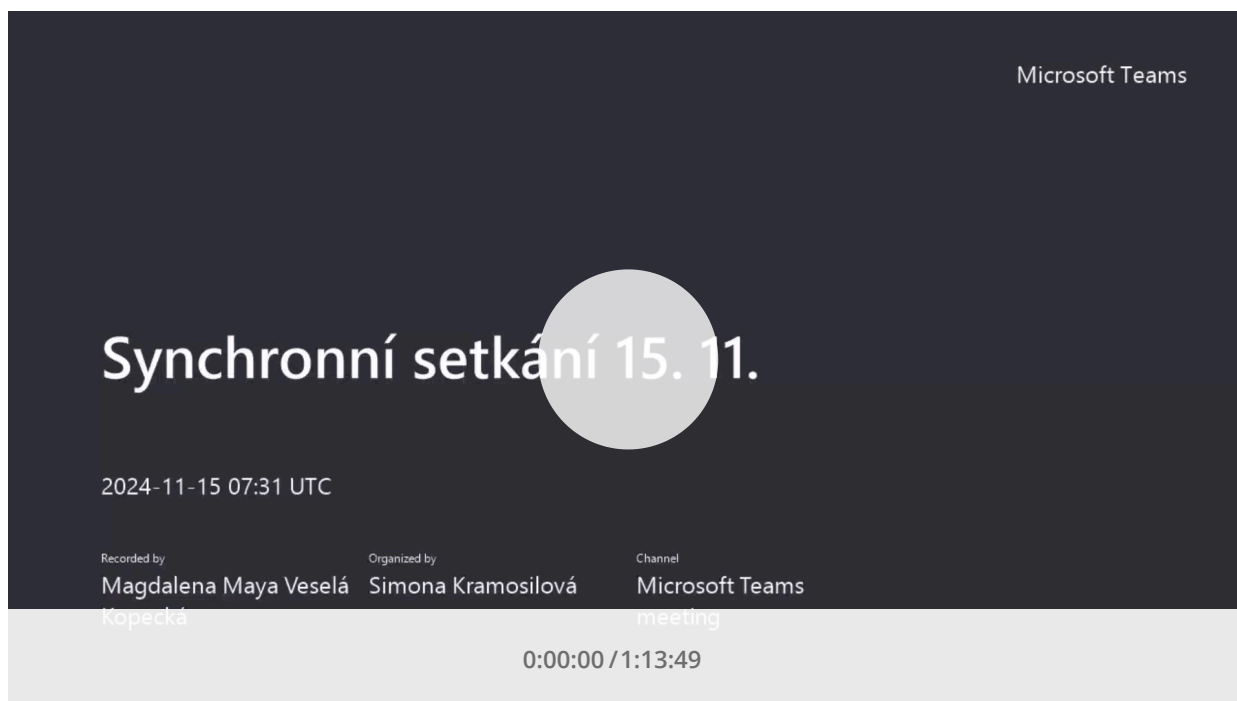 Microsoft Teams
Synchronní setkání 15. 11.
2024-11-15 07:31 UTC
Recorded by
Organized by
Channel
Magdalena Maya Veselá
Simona Kramosilová
Microsoft Teams
Kopecká
meeting
0:00:00 / 1:13:49